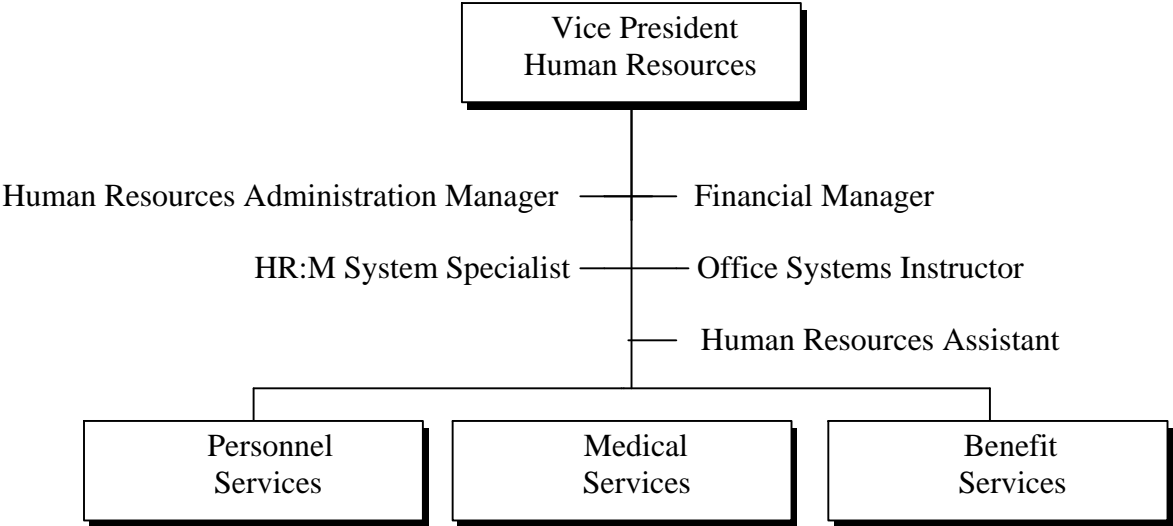 Vice President
Human Resources
Human Resources Administration Manager
Financial Manager
HR:M System Specialist
Office Systems Instructor
Human Resources Assistant
Personnel
Services
Medical
Services
Benefit
Services